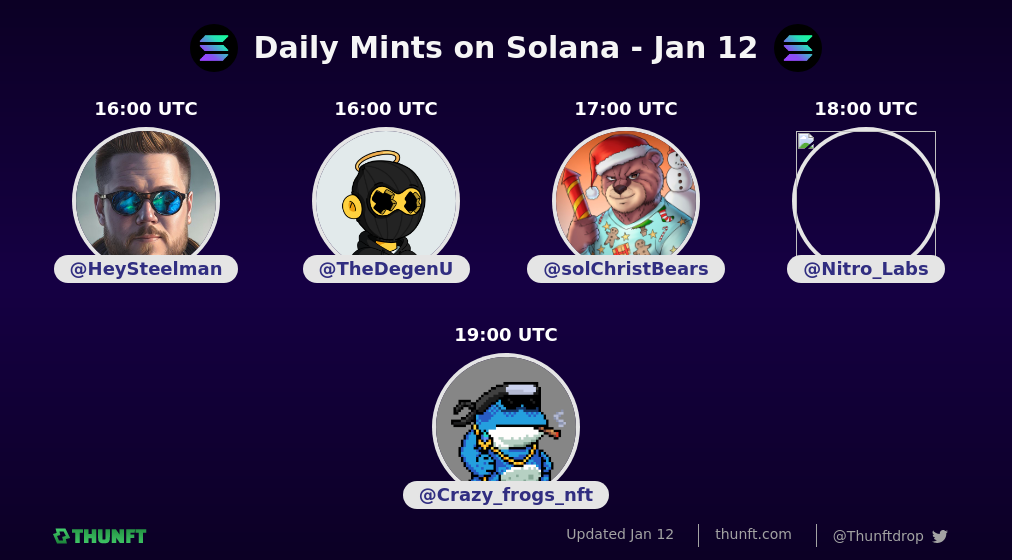 Daily Mints on Solana - Jan 12
16:00 UTC
@HeySteelman
16:00 UTC
@TheDegenU
17:00 UTC
@solChristBears
18:00 UTC
@Nitro_Labs
19:00 UTC
@Crazy_frogs_nft
THUNFT
Updated Jan 12
thunft.com
@Thunftdrop